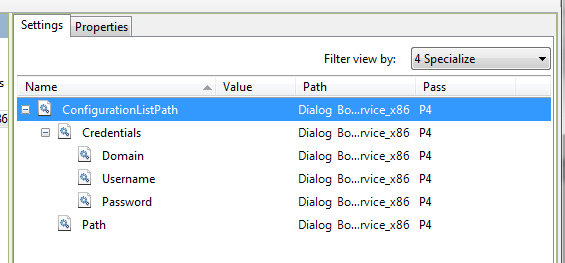 Settings Properties
Filter view by: 4 Specialize
Name Value Path Pass
ConfigurationListPath Dialog Bo...rvice_x86 P4
Credentials Dialog Bo...rvice_x86 P4
Domain Dialog Bo...rvice_x86 P4
Username Dialog Bo...rvice_x86 P4
Password Dialog Bo...rvice_x86 P4
Path Dialog Bo...rvice_x86 P4